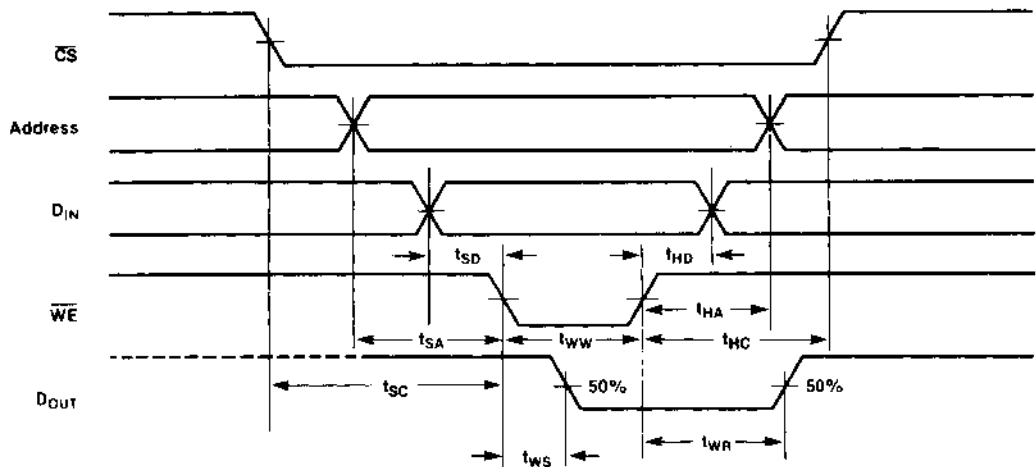 CS
Address
DIN
tSD
tHD
WE
tHA
tSA
tWW
tHC
50%
50%
tSC
DOUT
tWR
tWS